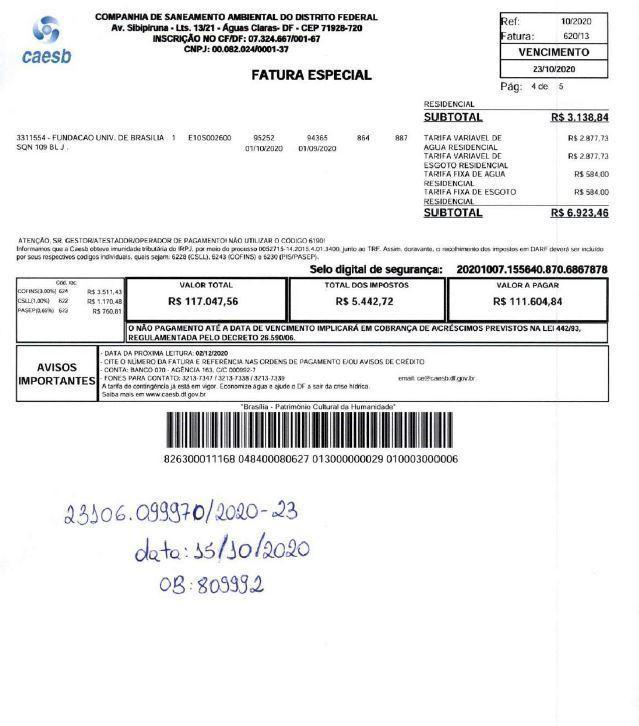 caesb
COMPANHIA DE SANEAMENTO AMBIENTAL DO DISTRITO FEDERAL
Av. Sibipiruna - Lts. 13/21 - Águas Claras- DF - CEP 71928-720
INSCRIÇÃO NO CF/DF: 07.324.667/001-67
CNPJ: 00.082.024/0001-37
FATURA ESPECIAL
Ref: 10/2020
Fatura: 620/13
VENCIMENTO
23/10/2020
Pág: 4 de 5
RESIDENCIAL
SUBTOTAL R$ 3.138,84
3311554 - FUNDACAO UNIV. DE BRASILIA 1 E10S002600 95252 94365 864 887 TARIFA VARIAVEL DE R$ 2.877,73
SQN 109 BL J . 01/10/2020 01/09/2020 AGUA RESIDENCIAL
TARIFA VARIAVEL DE R$ 2.877,73
ESGOTO RESIDENCIAL
TARIFA FIXA DE AGUA R$ 584,00
RESIDENCIAL
TARIFA FIXA DE ESGOTO R$ 584,00
RESIDENCIAL
SUBTOTAL R$ 6.923,46
ATENÇÃO, SR. GESTOR/ATESTADOR/OPERADOR DE PAGAMENTO! NÃO UTILIZAR O CÓDIGO 6190!
Informamos que a Caesb obteve imunidade tributária do IRPJ, por meio do processo 0052715-14.2015.4.01.3400, junto ao TRF. Assim, doravante, o recolhimento dos impostos em DARF deverá ser incluído
por seus respectivos códigos individuais, quais sejam: 6228 (CSLL), 6243 (COFINS) e 6230 (PIS/PASEP).
Selo digital de segurança: 20201007.155640.870.6867878
Cód. rec.
COFINS(3,00%) 624 R$ 3.511,43
CSLL(1,00%) 622 R$ 1.170,48
PASEP(0,65%) 623 R$ 760,81
VALOR TOTAL TOTAL DOS IMPOSTOS VALOR A PAGAR
R$ 117.047,56 R$ 5.442,72 R$ 111.604,84
O NÃO PAGAMENTO ATÉ A DATA DE VENCIMENTO IMPLICARÁ EM COBRANÇA DE ACRÉSCIMOS PREVISTOS NA LEI 442/93,
REGULAMENTADA PELO DECRETO 26.590/06.
AVISOS IMPORTANTES
- DATA DA PRÓXIMA LEITURA: 02/12/2020
- CITE O NÚMERO DA FATURA E REFERÊNCIA NAS ORDENS DE PAGAMENTO E/OU AVISOS DE CRÉDITO
- CONTA: BANCO 070 - AGÊNCIA 163, C/C 000992-7
- FONES PARA CONTATO: 3213-7347 / 3213-7338 / 3213-7339 email: ce@caesb.df.gov.br
A tarifa de contingência já está em vigor. Economiza água e ajude o DF a sair da crise hídrica.
Saiba mais em www.caesb.df.gov.br
"Brasília - Patrimônio Cultural da Humanidade"
826300011168 048400080627 013000000029 010003000006
23106.099970/2020-23
data: 15/10/2020
OB: 809992